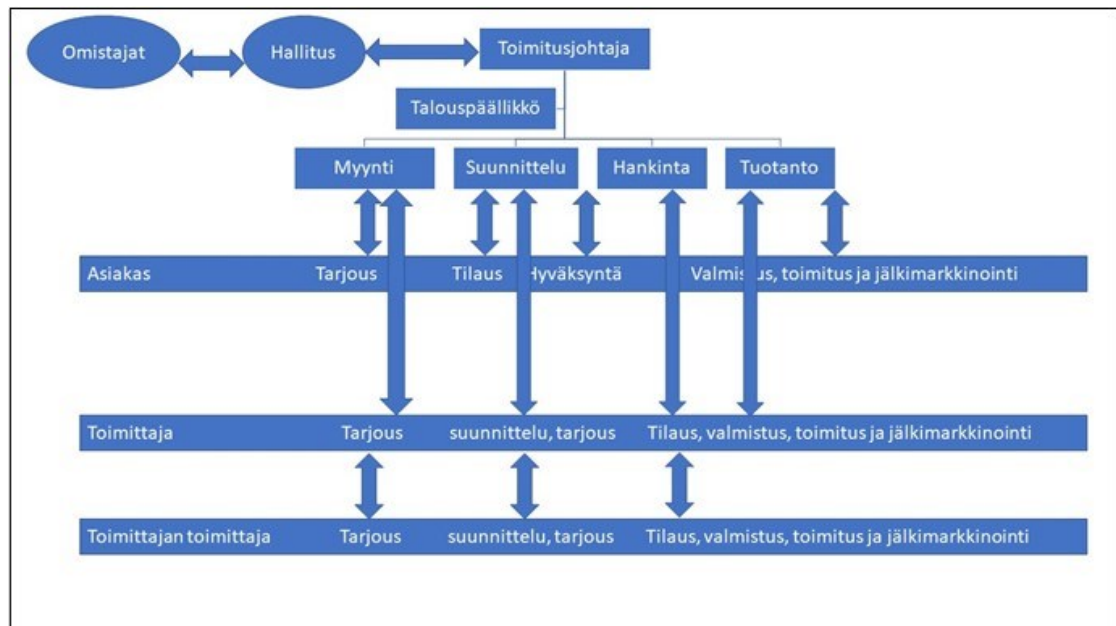 Omistajat
Hallitus
Toimitusjohtaja
Talouspäällikkö
Myynti
Suunnittelu
Hankinta
Tuotanto
Asiakas Tarjous Tilaus Hyväksyntä Valmistus, toimitus ja jälkimarkkinointi
Toimittaja Tarjous suunnittelu, tarjous Tilaus, valmistus, toimitus ja jälkimarkkinointi
Toimittajan toimittaja Tarjous suunnittelu, tarjous Tilaus, valmistus, toimitus ja jälkimarkkinointi